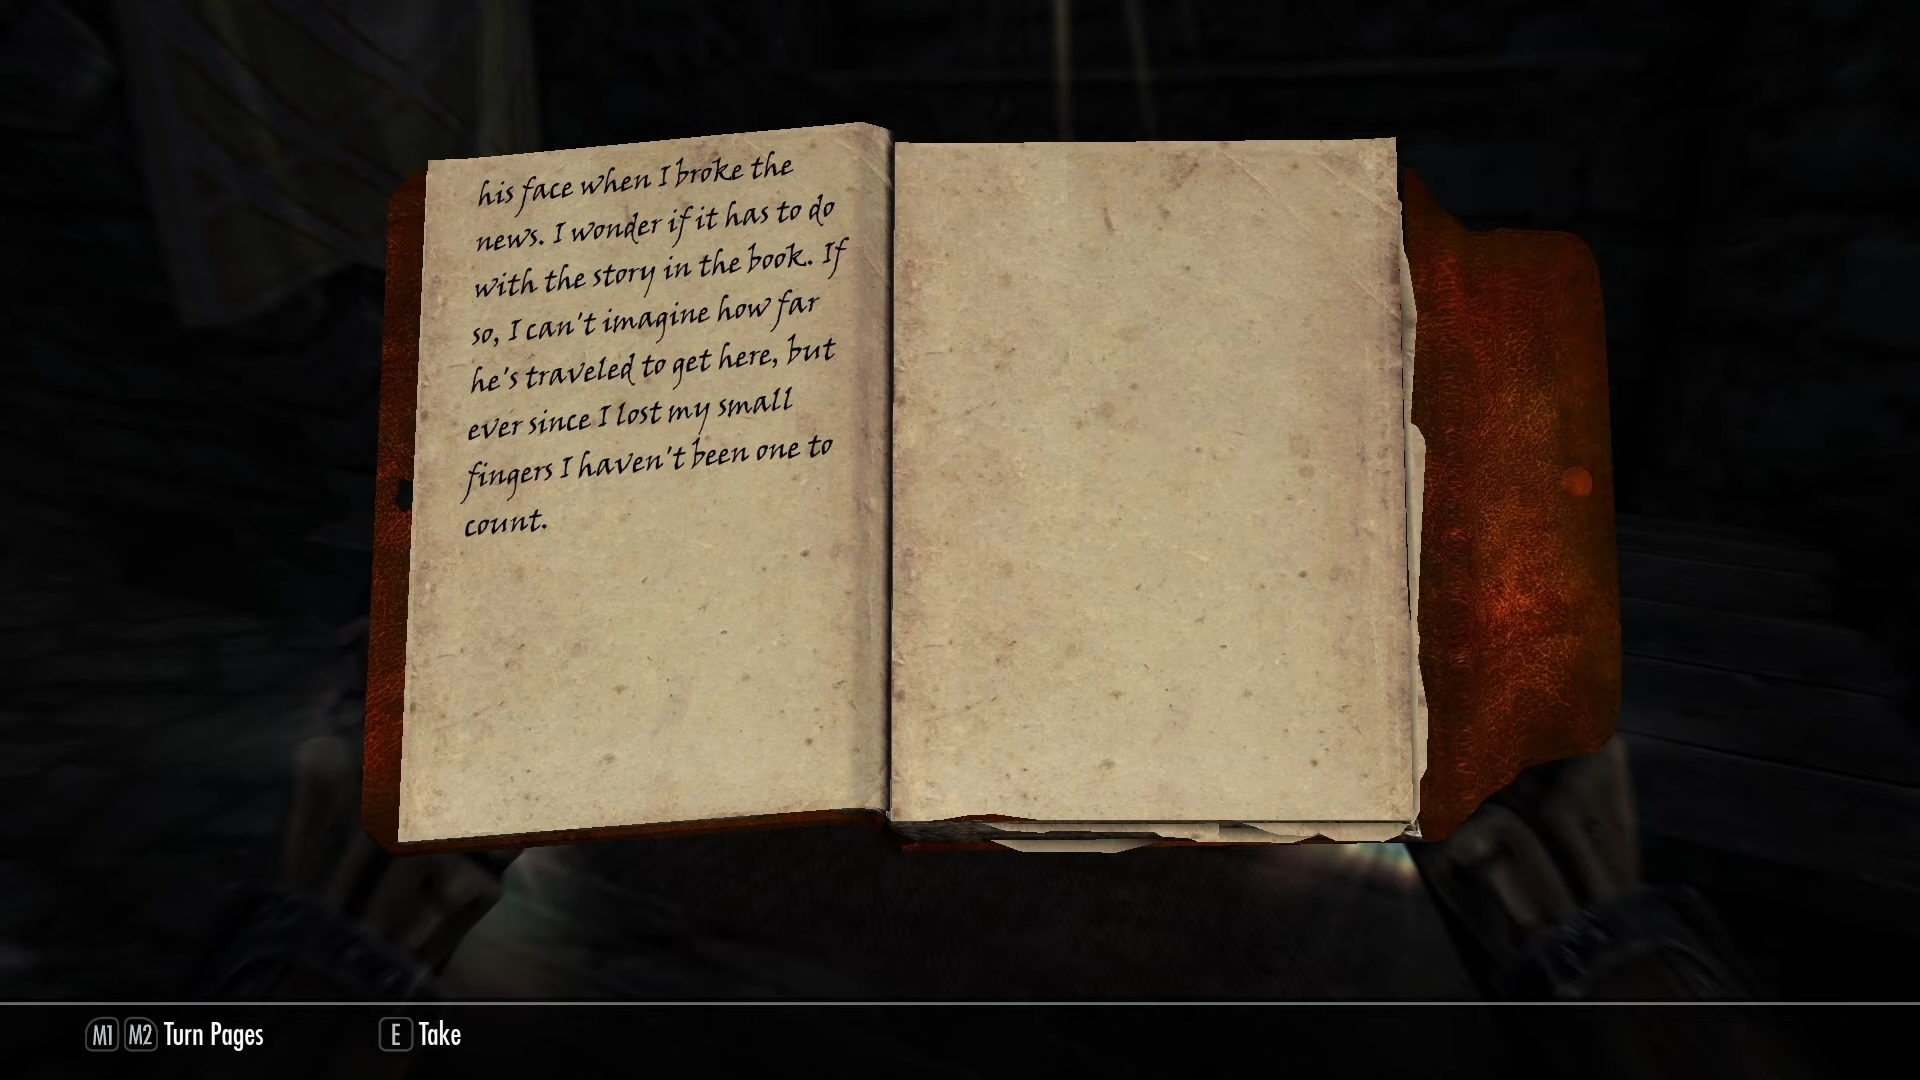 his face when I broke the
news. I wonder if it has to do
with the story in the book. If
so, I can't imagine how far
he's traveled to get here, but
ever since I lost my small
fingers I haven't been one to
count.
M1 M2 Turn Pages
E Take